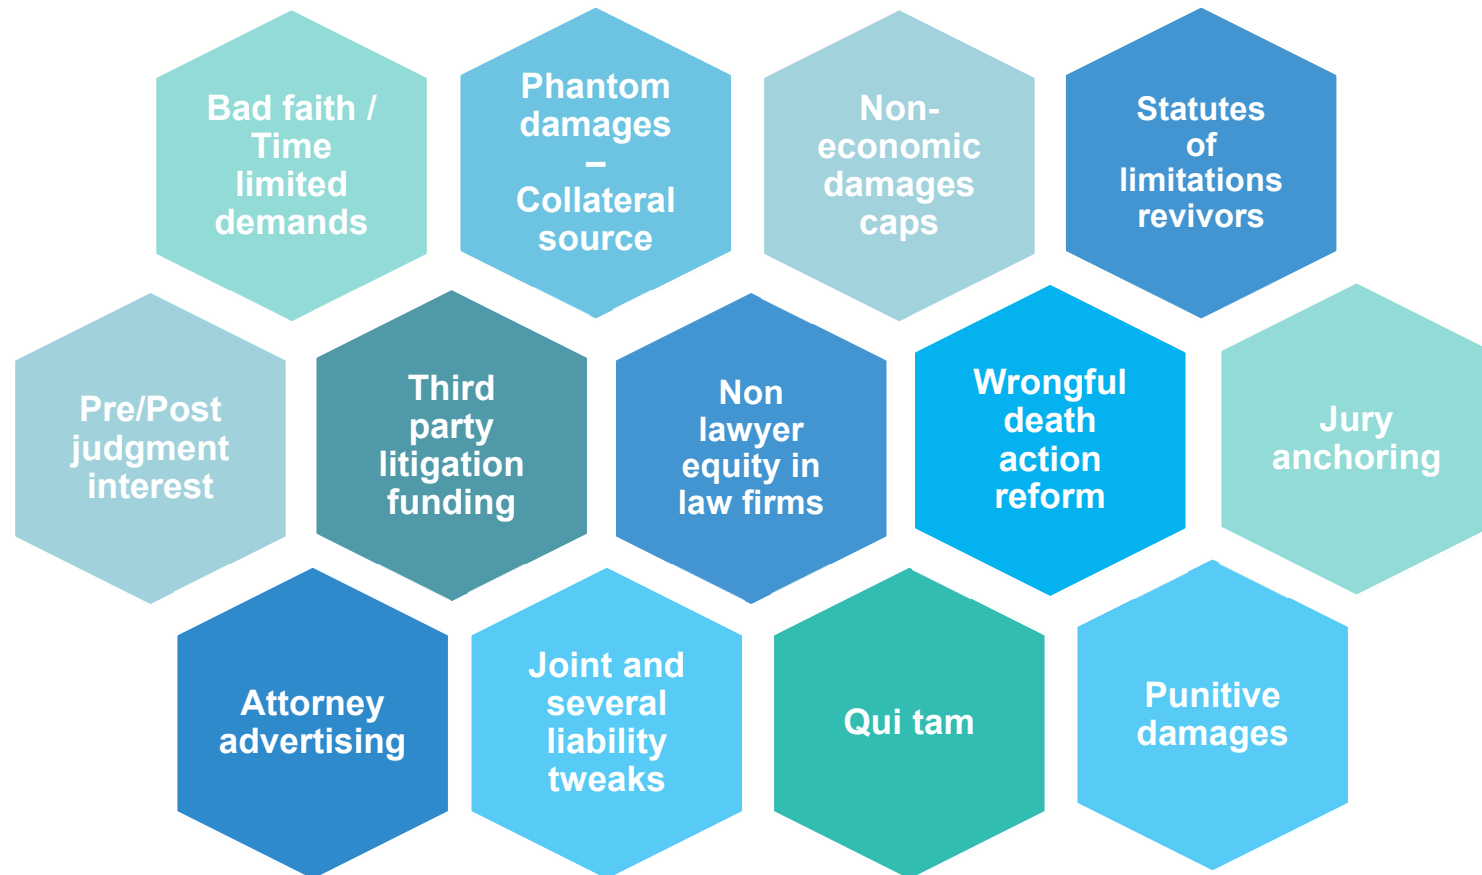 Bad faith /
Time
limited
demands
Phantom
damages
–
Collateral
source
Non-
economic
damages
caps
Statutes
of
limitations
revivors
Pre/Post
judgment
interest
Third
party
litigation
funding
Non
lawyer
equity in
law firms
Wrongful
death
action
reform
Jury
anchoring
Attorney
advertising
Joint and
several
liability
tweaks
Qui tam
Punitive
damages